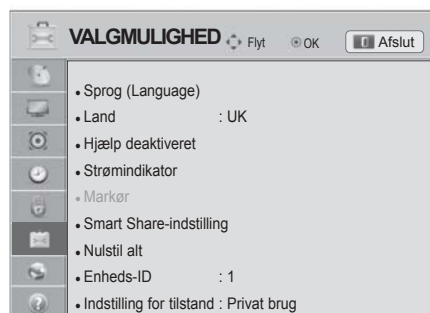 VALGMULIGHED Flyt OK Afslut
• Sprog (Language)
• Land : UK
• Hjælp deaktiveret
• Strømindikator
• Markør
• Smart Share-indstilling
• Nulstil alt
• Enheds-ID : 1
• Indstilling for tilstand : Privat brug